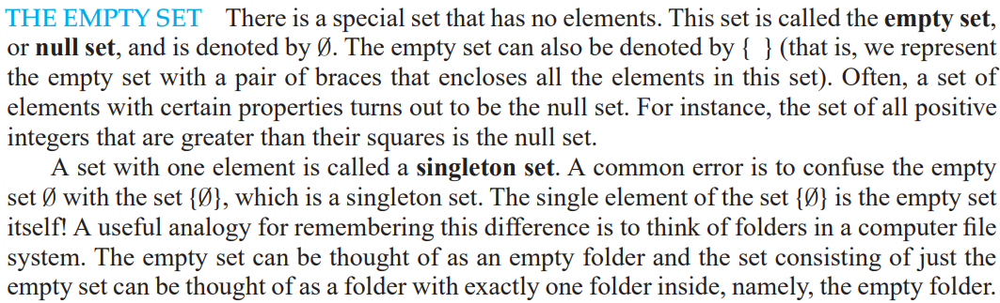 THE EMPTY SET There is a special set that has no elements. This set is called the empty set,
or null set, and is denoted by ∅. The empty set can also be denoted by { } (that is, we represent
the empty set with a pair of braces that encloses all the elements in this set). Often, a set of
elements with certain properties turns out to be the null set. For instance, the set of all positive
integers that are greater than their squares is the null set.
A set with one element is called a singleton set. A common error is to confuse the empty
set ∅ with the set {∅}, which is a singleton set. The single element of the set {∅} is the empty set
itself! A useful analogy for remembering this difference is to think of folders in a computer file
system. The empty set can be thought of as an empty folder and the set consisting of just the
empty set can be thought of as a folder with exactly one folder inside, namely, the empty folder.